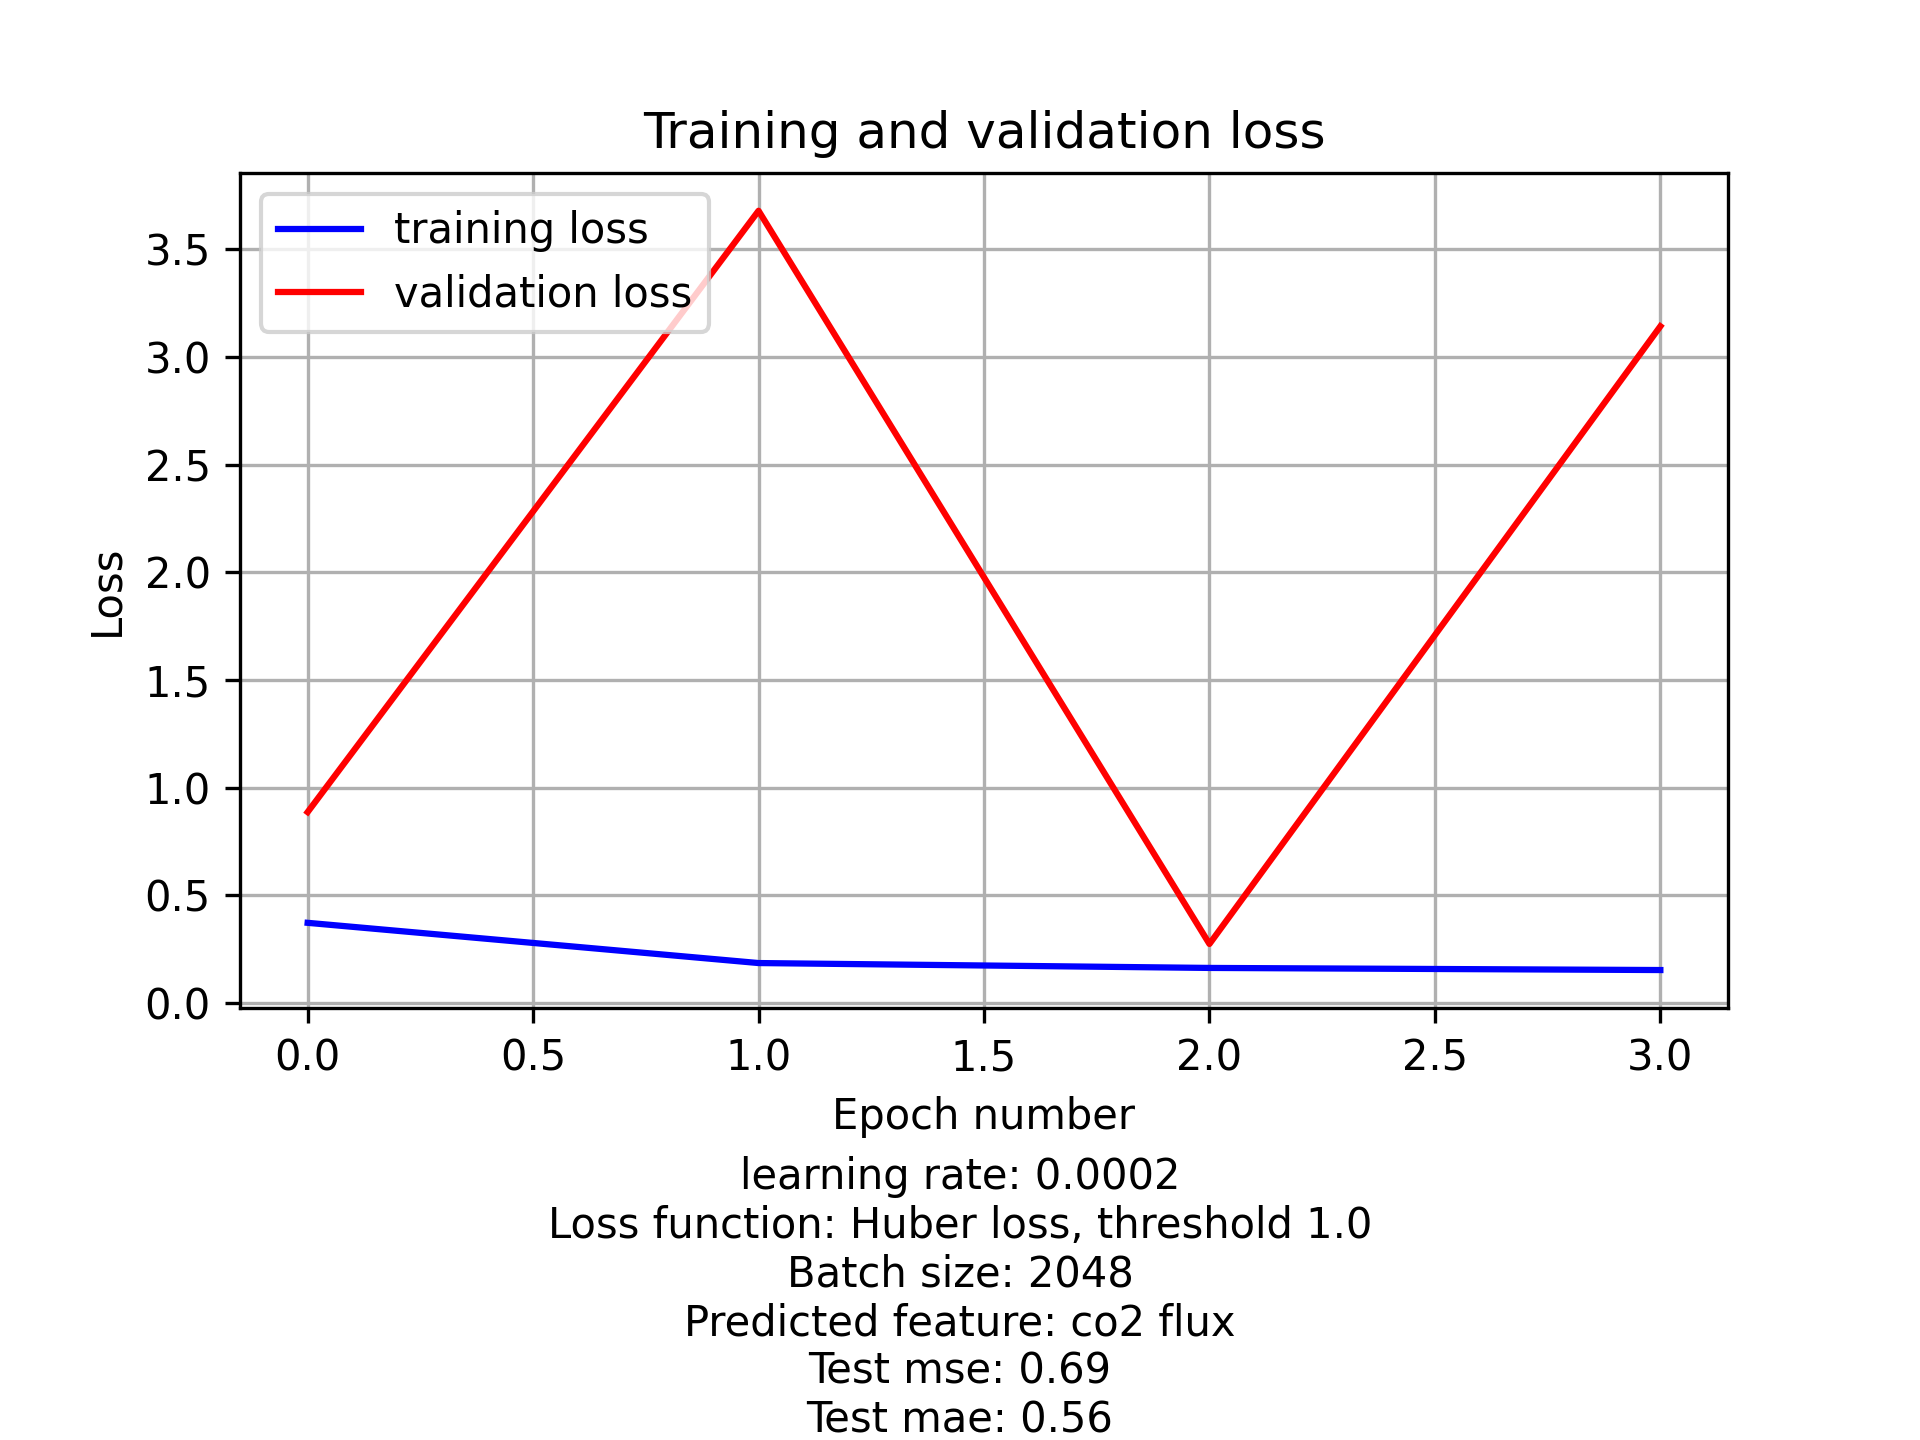 Training and validation loss
training loss
validation loss
3.5
3.0
2.5
2.0
1.5
1.0
0.5
0.0
Loss
0.0 0.5 1.0 1.5 2.0 2.5 3.0
Epoch number
learning rate: 0.0002
Loss function: Huber loss, threshold 1.0
Batch size: 2048
Predicted feature: co2 flux
Test mse: 0.69
Test mae: 0.56